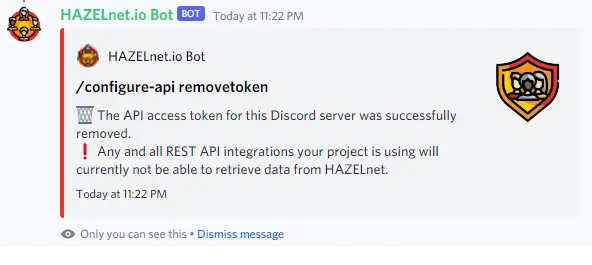 HAZELnet.io Bot BOT Today at 11:22 PM
HAZELnet.io Bot
/configure-api removetoken
The API access token for this Discord server was successfully
removed.
❗ Any and all REST API integrations your project is using will
currently not be able to retrieve data from HAZELnet.
Today at 11:22 PM
Only you can see this • Dismiss message